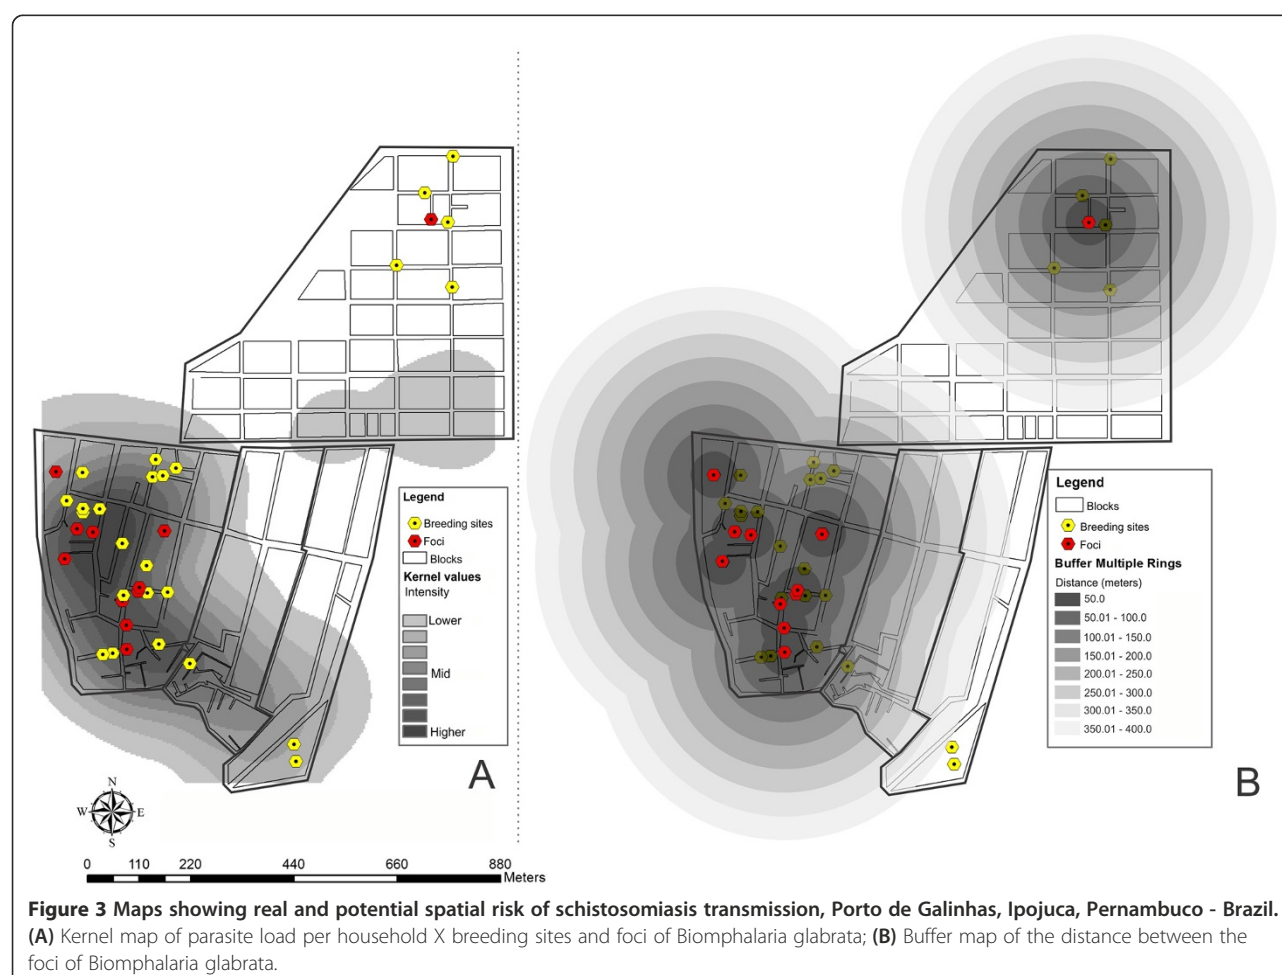 Legend
Breeding sites
Foci
Blocks
Kernel values
Intensity
Lower
Mid
Higher
A
N
W E
S
0 110 220 440 660 880
Meters
Legend
Blocks
Breeding sites
Foci
Buffer Multiple Rings
Distance (meters)
50.0
50.01 - 100.0
100.01 - 150.0
150.01 - 200.0
200.01 - 250.0
250.01 - 300.0
300.01 - 350.0
350.01 - 400.0
B
Figure 3 Maps showing real and potential spatial risk of schistosomiasis transmission, Porto de Galinhas, Ipojuca, Pernambuco - Brazil.
(A) Kernel map of parasite load per household X breeding sites and foci of Biomphalaria glabrata; (B) Buffer map of the distance between the
foci of Biomphalaria glabrata.